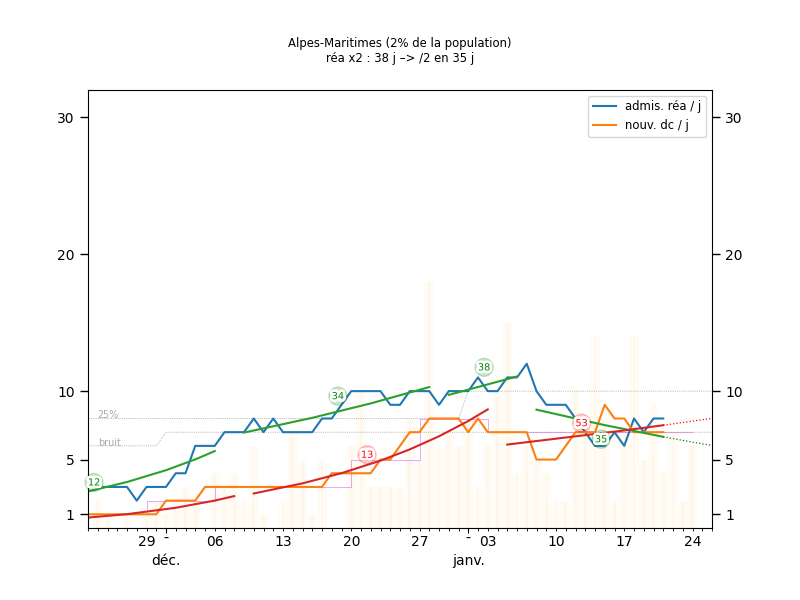 Alpes-Maritimes (2% de la population)
réa x2 : 38 j –> /2 en 35 j
admis. réa / j
nouv. dc / j
30 30
20 20
10 10
5 5
1 1
25%
bruit
12
34
13
38
53
35
29 06 13 20 27 03 10 17 24
déc. janv.